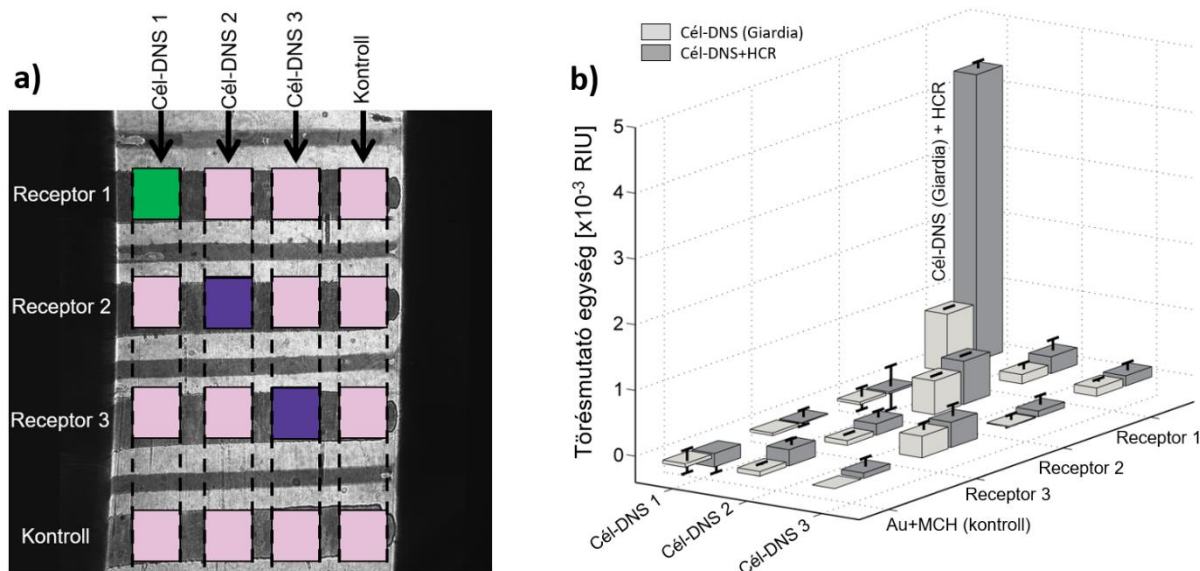 a)
Cél-DNS 1
Cél-DNS 2
Cél-DNS 3
Kontroll
Receptor 1
Receptor 2
Receptor 3
Kontroll
b)
Cél-DNS (Giardia)
Cél-DNS+HCR
Törésmutató egység [x10⁻³ RIU]
5
4
3
2
1
0
Cél-DNS (Giardia) + HCR
Cél-DNS 1
Cél-DNS 2
Cél-DNS 3
Receptor 1
Receptor 2
Receptor 3
Au+MCH (kontroll)